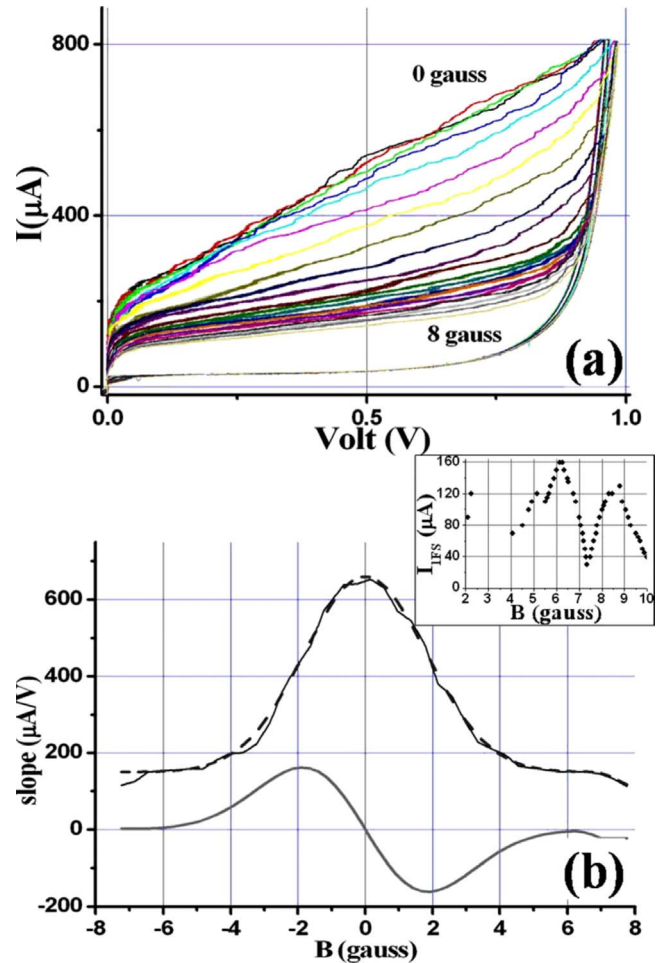 800
0 gauss
I(μA)
400
8 gauss
(a)
0
0.0
0.5
1.0
Volt (V)
160
120
80
40
0
I1FS (μA)
2 3 4 5 6 7 8 9 10
B (gauss)
600
400
200
0
-200
slope (μA/V)
(b)
-8 -6 -4 -2 0 2 4 6 8
B (gauss)